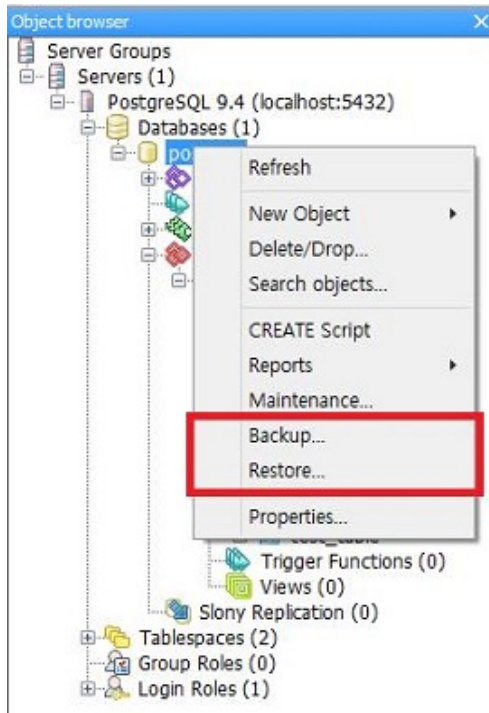 Object browser
Server Groups
Servers (1)
PostgreSQL 9.4 (localhost:5432)
Databases (1)
Refresh
New Object
Delete/Drop...
Search objects...
CREATE Script
Reports
Maintenance...
Backup...
Restore...
Properties...
Trigger Functions (0)
Views (0)
Slony Replication (0)
Tablespaces (2)
Group Roles (0)
Login Roles (1)